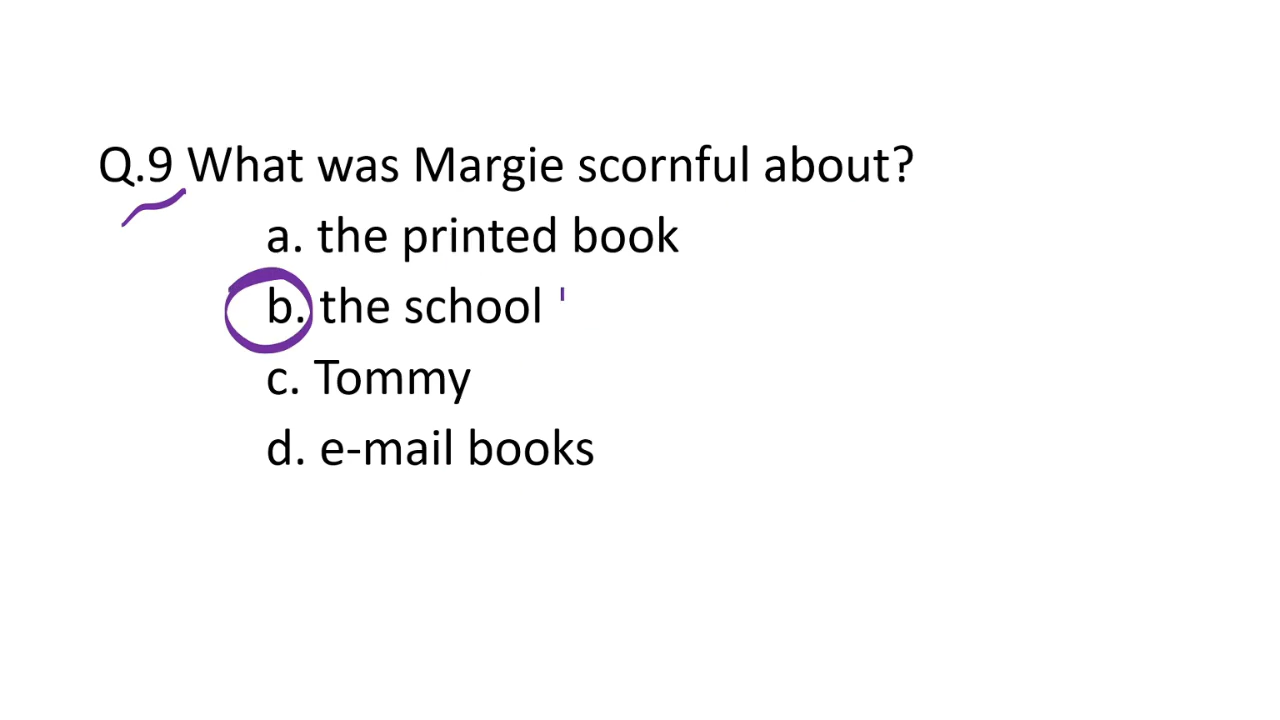 Q.9 What was Margie scornful about?
a. the printed book
b. the school
c. Tommy
d. e-mail books